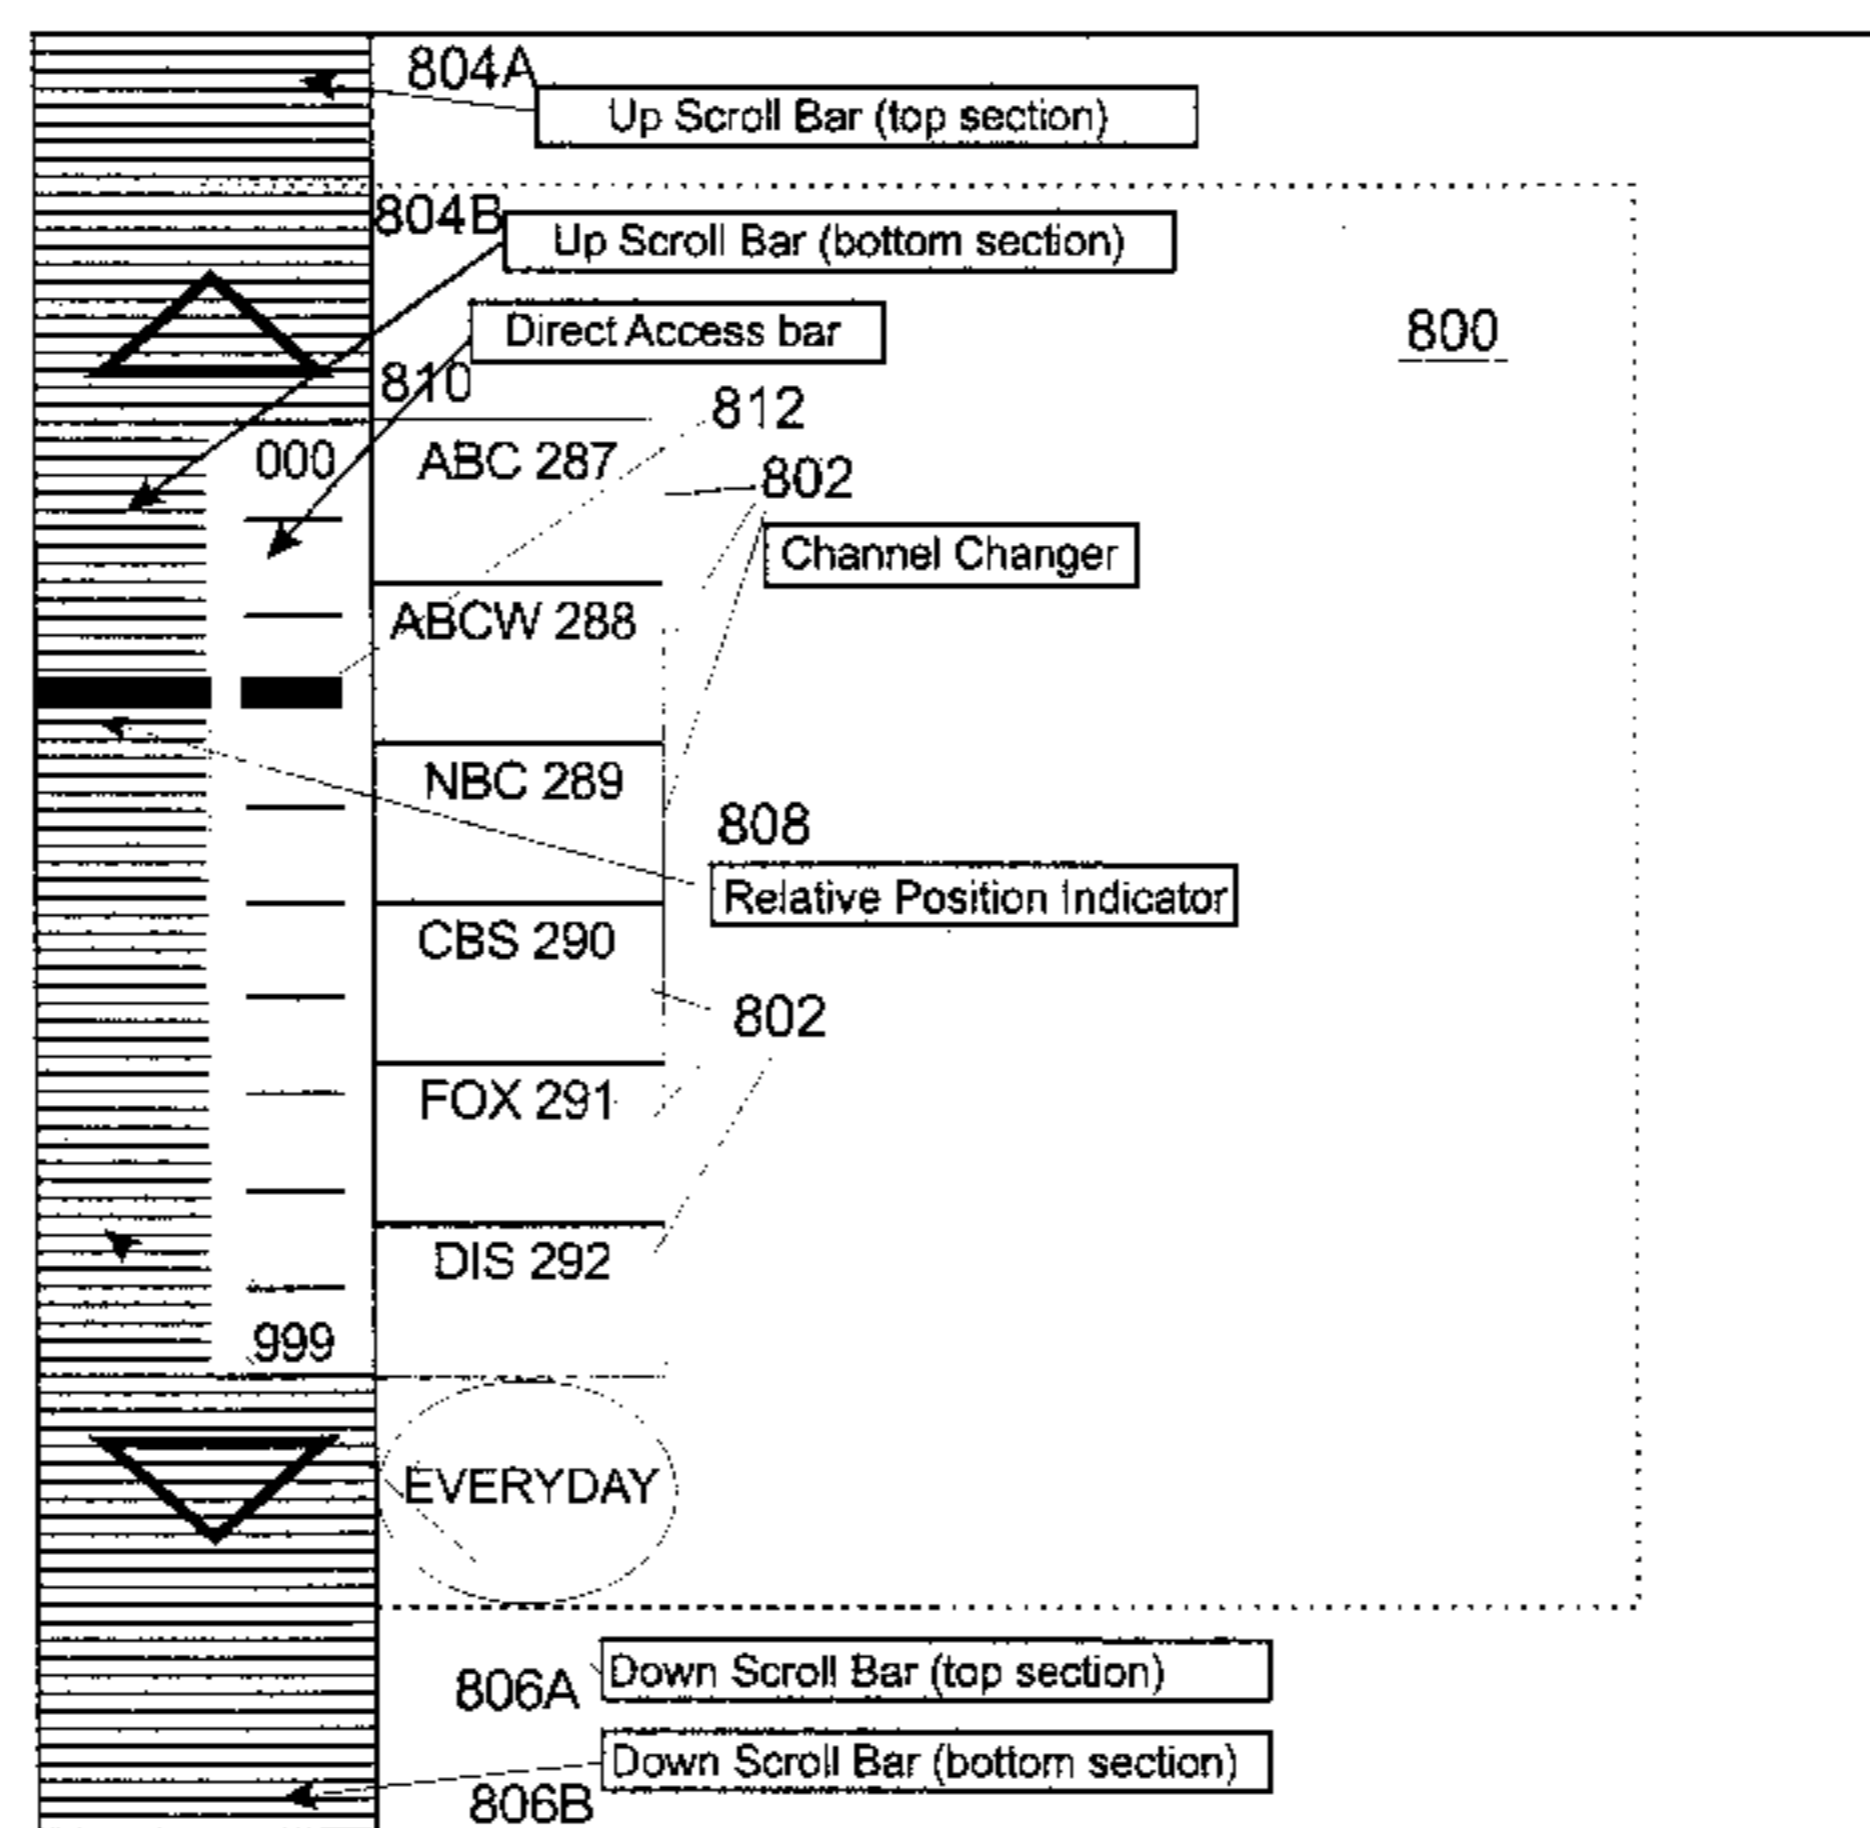 804A
Up Scroll Bar (top section)
804B
Up Scroll Bar (bottom section)
Direct Access bar
800
810
812
000
ABC 287
802
Channel Changer
ABCW 288
NBC 289
808
Relative Position Indicator
CBS 290
802
FOX 291
DIS 292
999
EVERYDAY
806A
Down Scroll Bar (top section)
Down Scroll Bar (bottom section)
806B